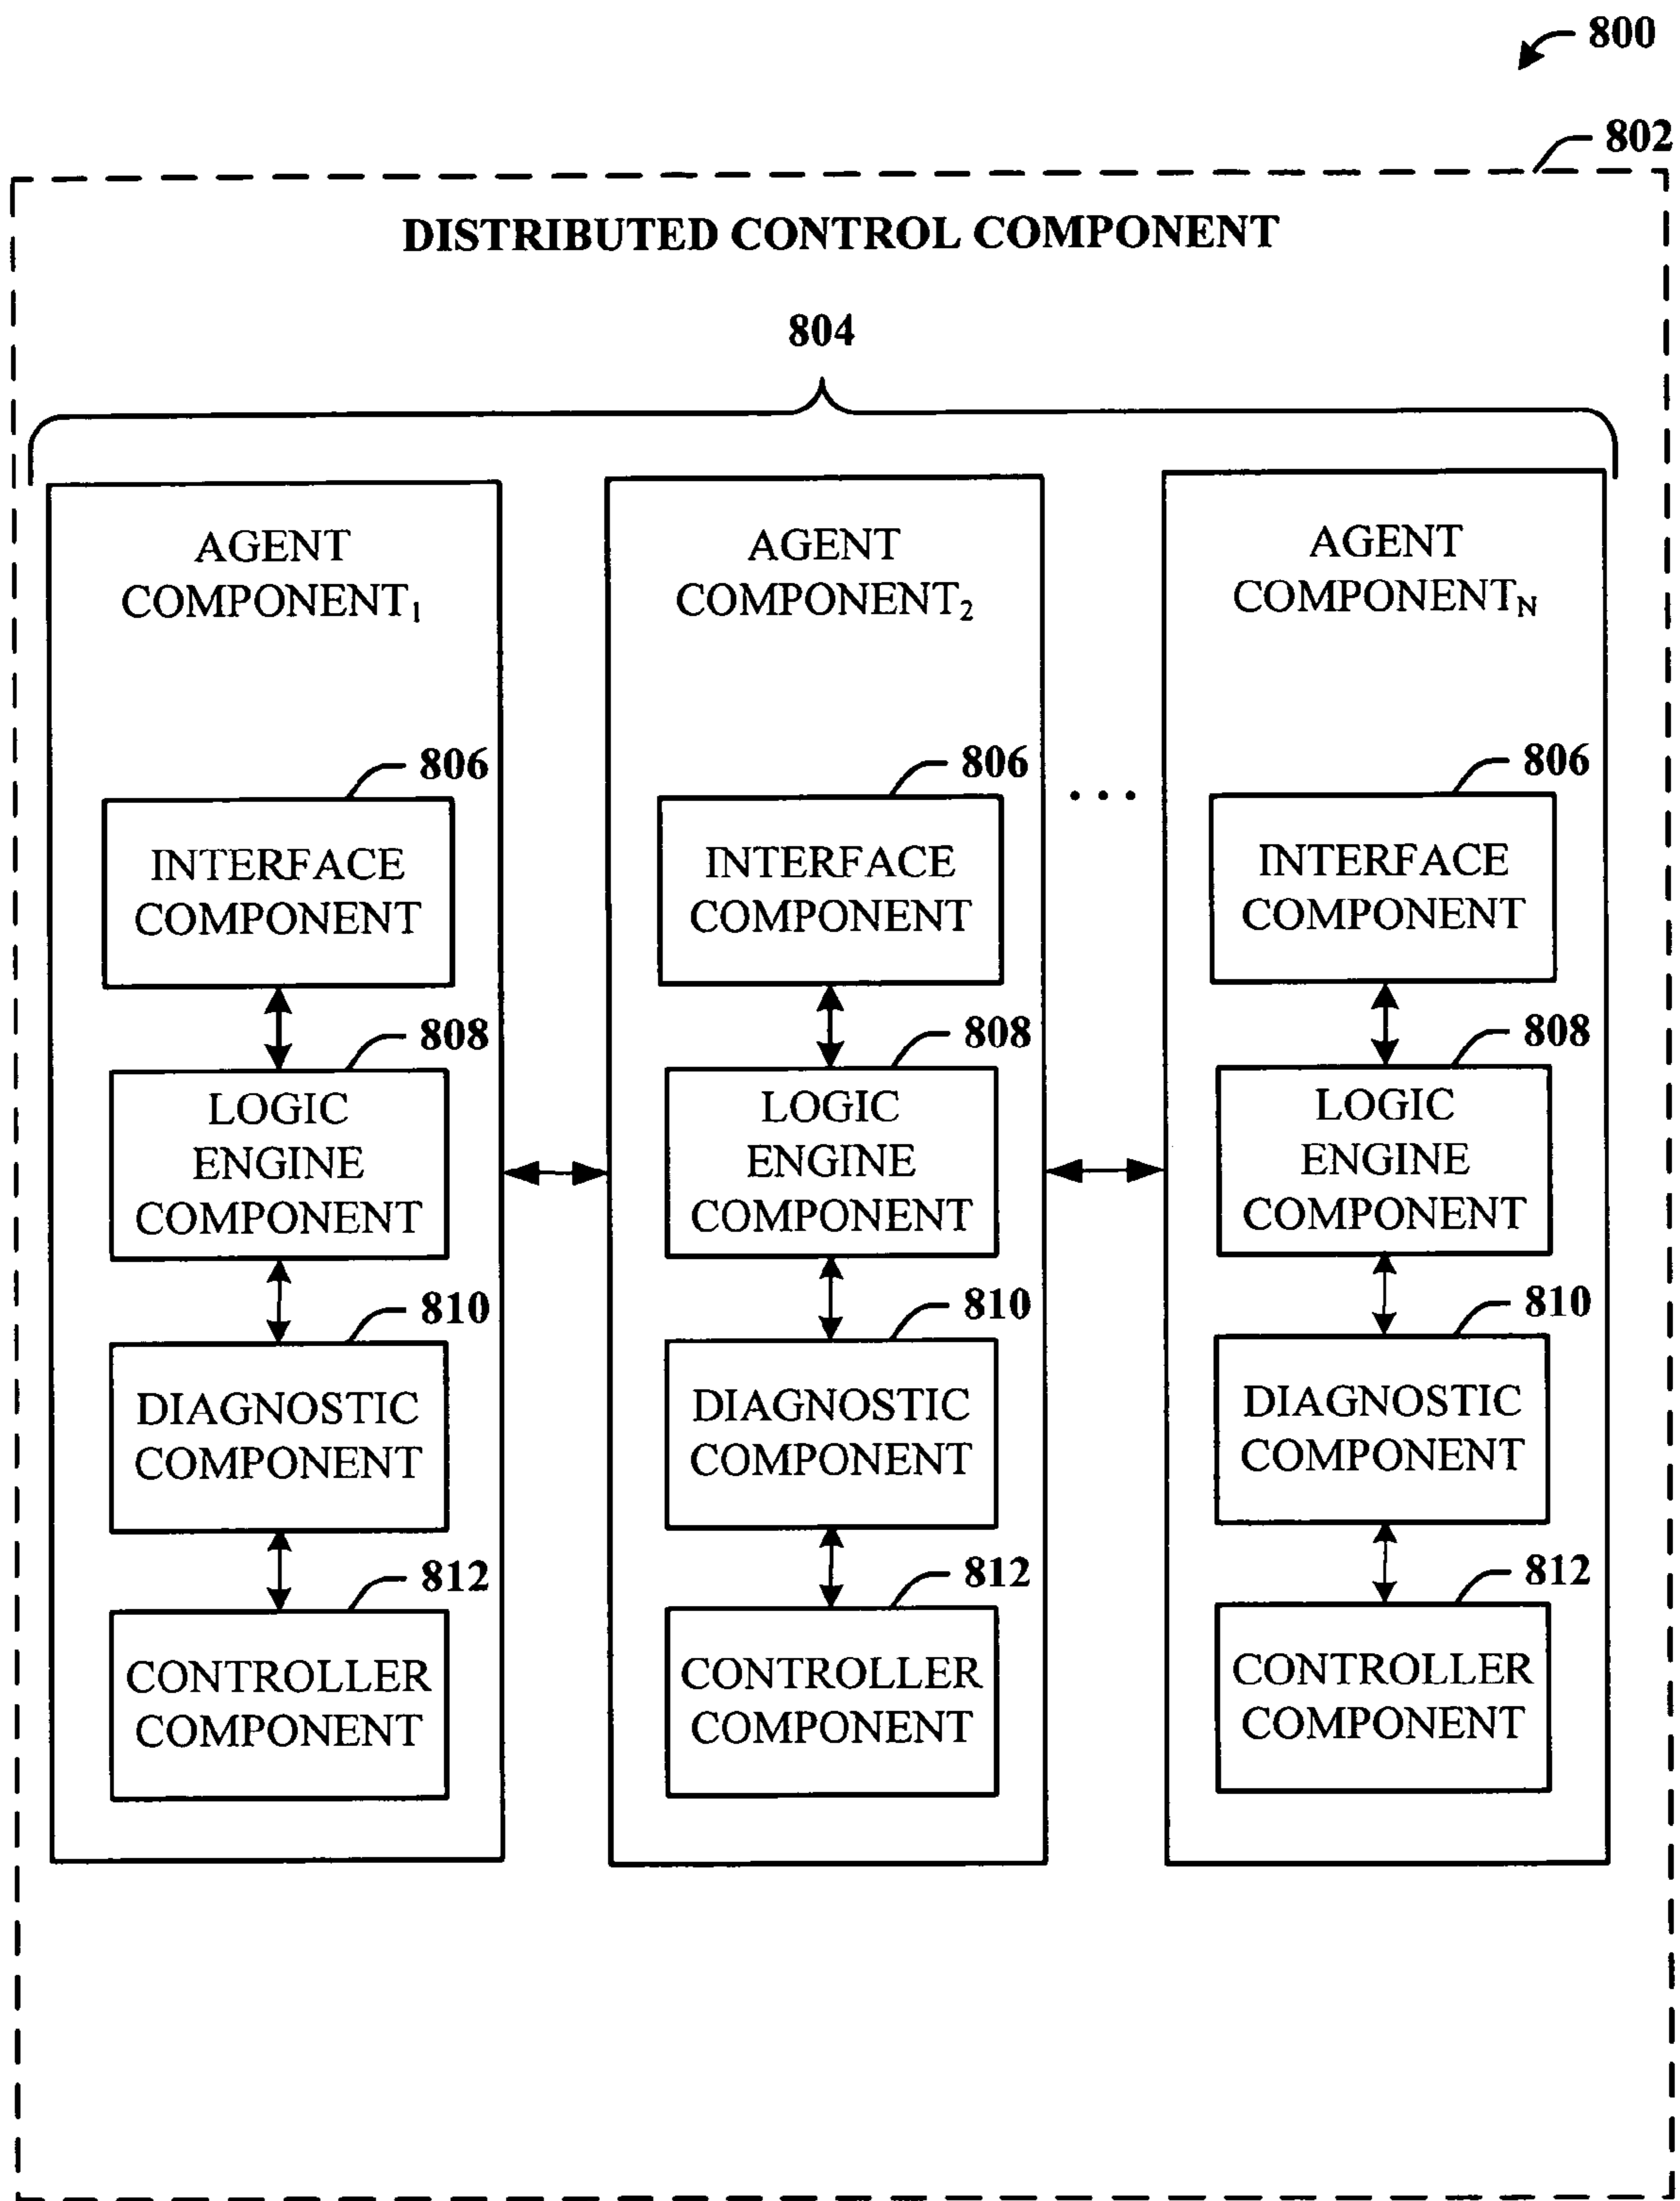 800
802
DISTRIBUTED CONTROL COMPONENT
804
AGENT
COMPONENT1
806
INTERFACE
COMPONENT
808
LOGIC
ENGINE
COMPONENT
810
DIAGNOSTIC
COMPONENT
812
CONTROLLER
COMPONENT
AGENT
COMPONENT2
806
INTERFACE
COMPONENT
808
LOGIC
ENGINE
COMPONENT
810
DIAGNOSTIC
COMPONENT
812
CONTROLLER
COMPONENT
...
AGENT
COMPONENTN
806
INTERFACE
COMPONENT
808
LOGIC
ENGINE
COMPONENT
810
DIAGNOSTIC
COMPONENT
812
CONTROLLER
COMPONENT